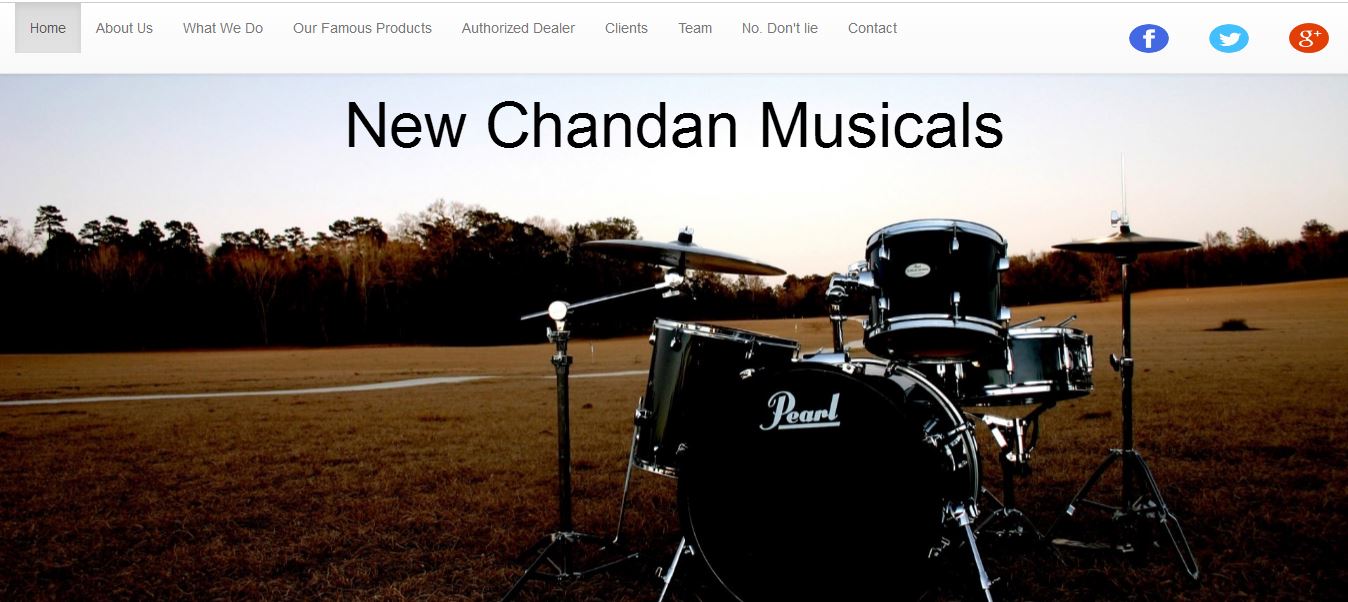 Home About Us What We Do Our Famous Products Authorized Dealer Clients Team No. Don't lie Contact
f g+
New Chandan Musicals
Pearl